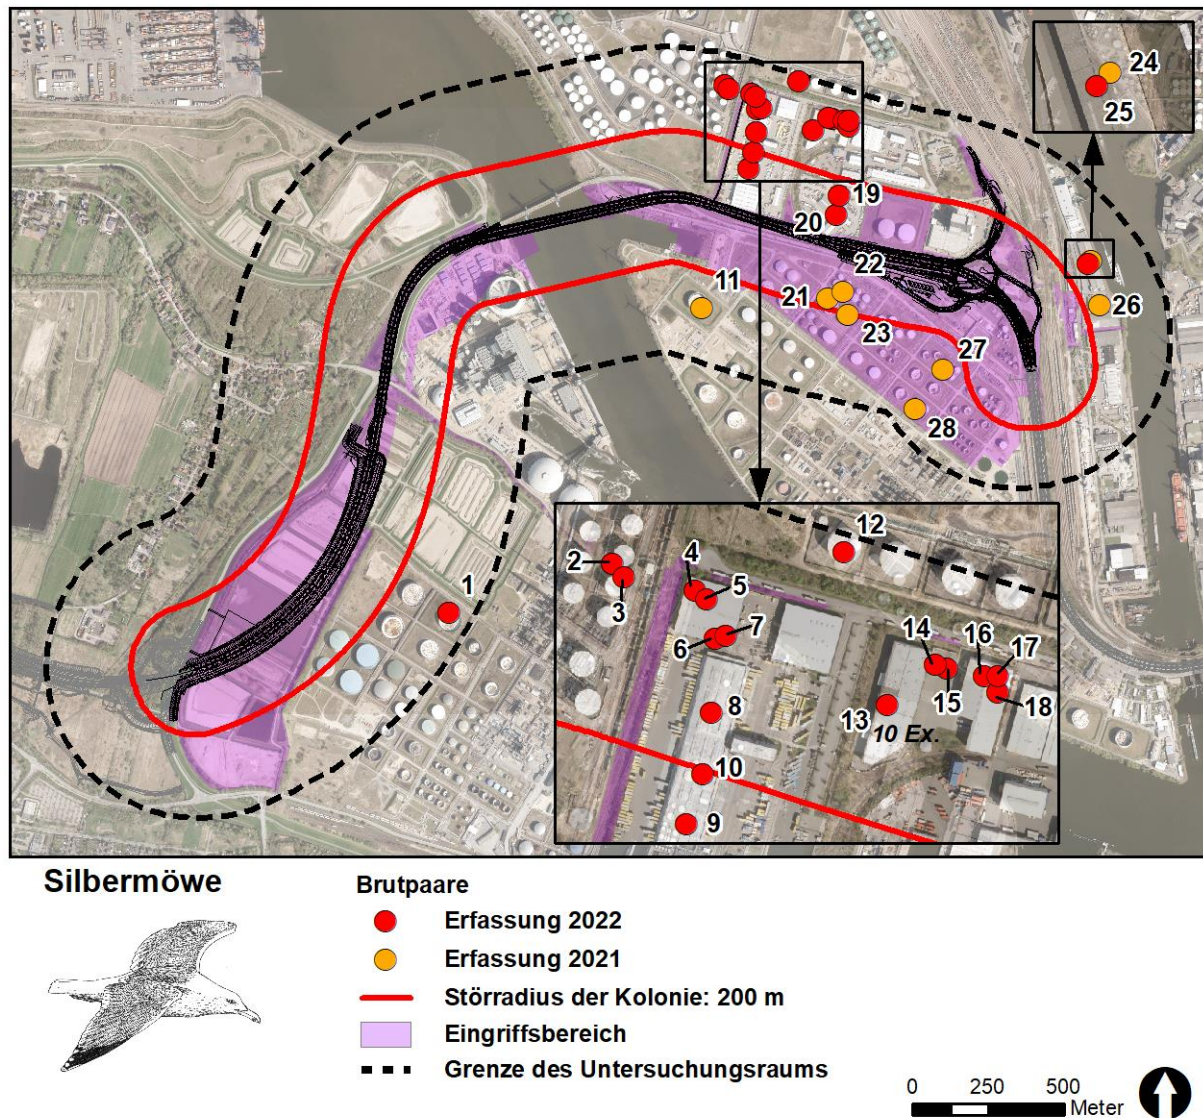 24
25
19
20
22
11
21
23
26
27
28
1
12
2
4
3
5
7
6
14
16
17
8
15
18
13
10 Ex.
10
9
Silbermöwe
Brutpaare
Erfassung 2022
Erfassung 2021
Störradius der Kolonie: 200 m
Eingriffsbereich
Grenze des Untersuchungsraums
0 250 500
Meter